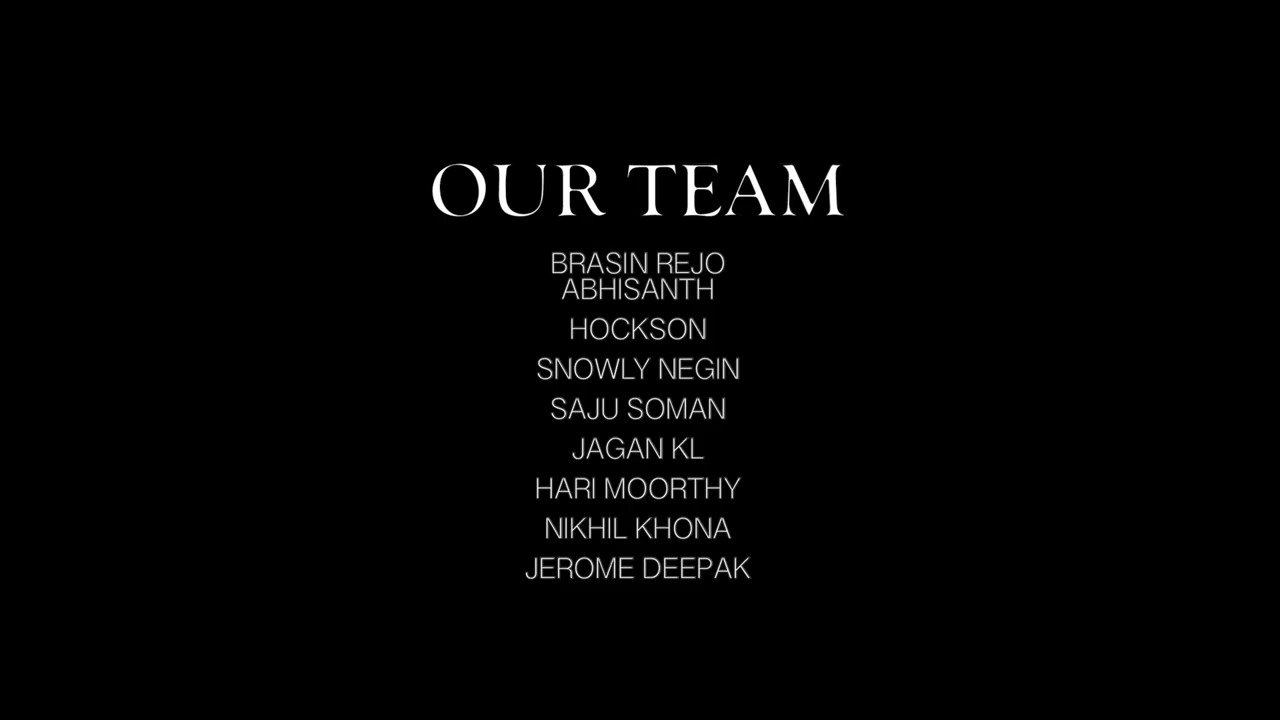 OUR TEAM
BRASIN REJO
ABHISANTH
HOCKSON
SNOWLY NEGIN
SAJU SOMAN
JAGAN KL
HARI MOORTHY
NIKHIL KHONA
JEROME DEEPAK